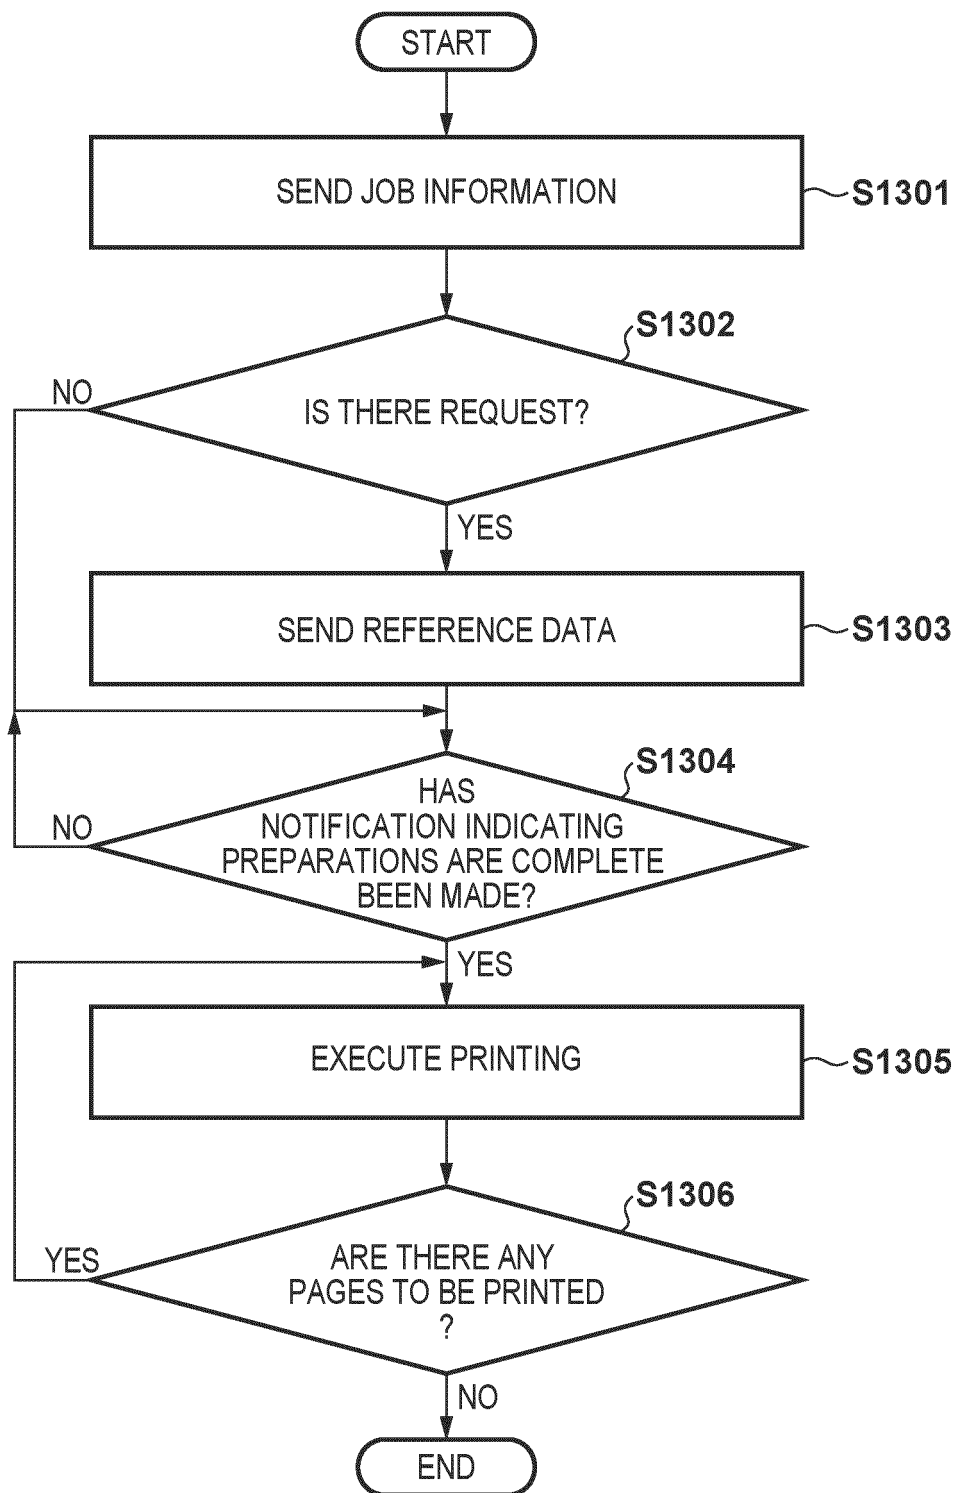 START
SEND JOB INFORMATION
S1301
S1302
NO
IS THERE REQUEST?
YES
SEND REFERENCE DATA
S1303
S1304
HAS
NOTIFICATION INDICATING
PREPARATIONS ARE COMPLETE
BEEN MADE?
NO
YES
EXECUTE PRINTING
S1305
S1306
YES
ARE THERE ANY
PAGES TO BE PRINTED
?
NO
END